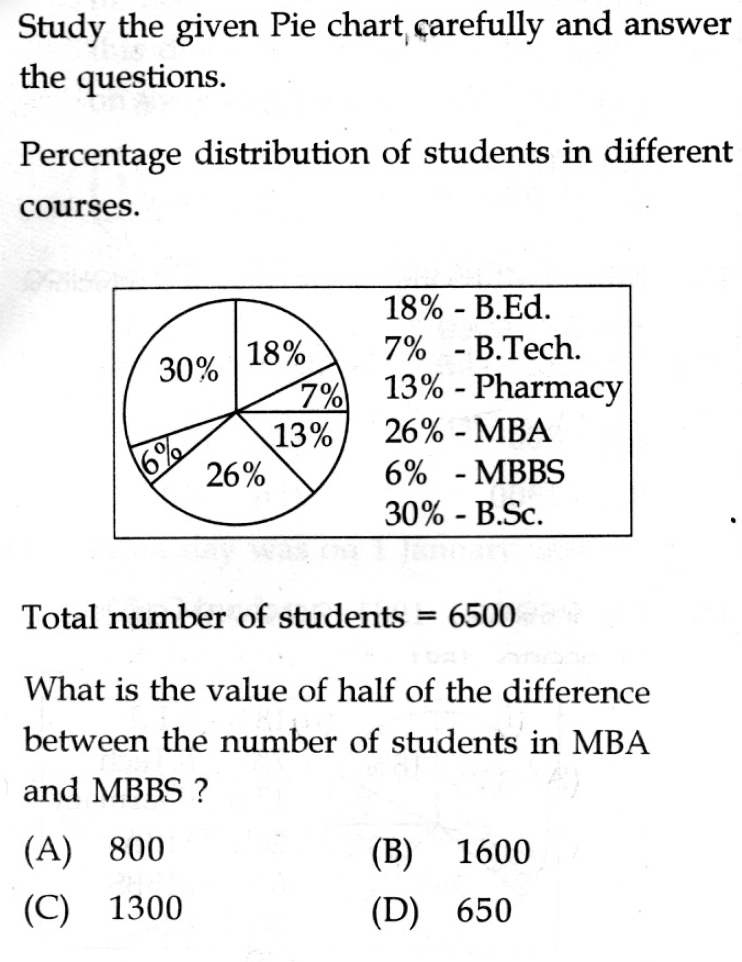 Study the given Pie chart carefully and answer
the questions.
Percentage distribution of students in different
courses.
30%
18%
7%
13%
6%
26%
18% - B.Ed.
7% - B.Tech.
13% - Pharmacy
26% - MBA
6% - MBBS
30% - B.Sc.
Total number of students = 6500
What is the value of half of the difference
between the number of students in MBA
and MBBS ?
(A) 800 (B) 1600
(C) 1300 (D) 650